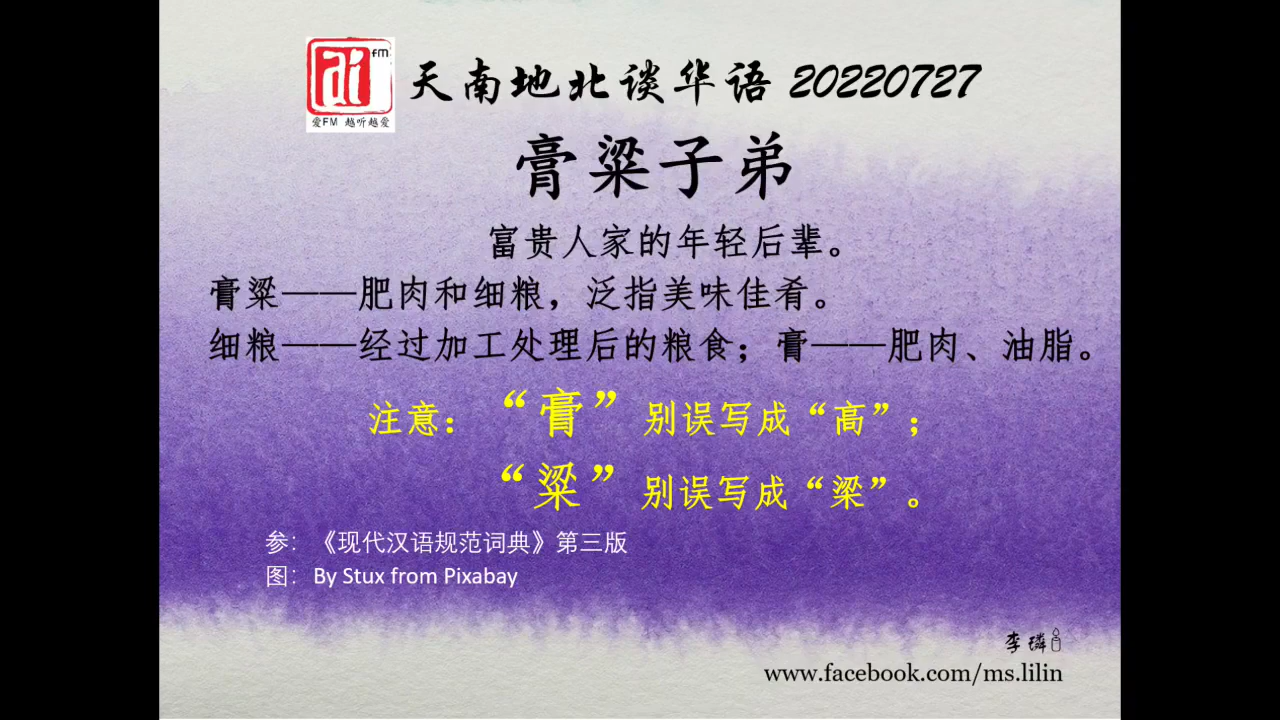 ai fm
爱FM 越听越爱
天南地北谈华语 20220727
膏粱子弟
富贵人家的年轻后辈。
膏粱——肥肉和细粮，泛指美味佳肴。
细粮——经过加工处理后的粮食；膏——肥肉、油脂。
注意：“膏”别误写成“高”；
“粱”别误写成“梁”。
参：《现代汉语规范词典》第三版
图：By Stux from Pixabay
李璘
www.facebook.com/ms.lilin